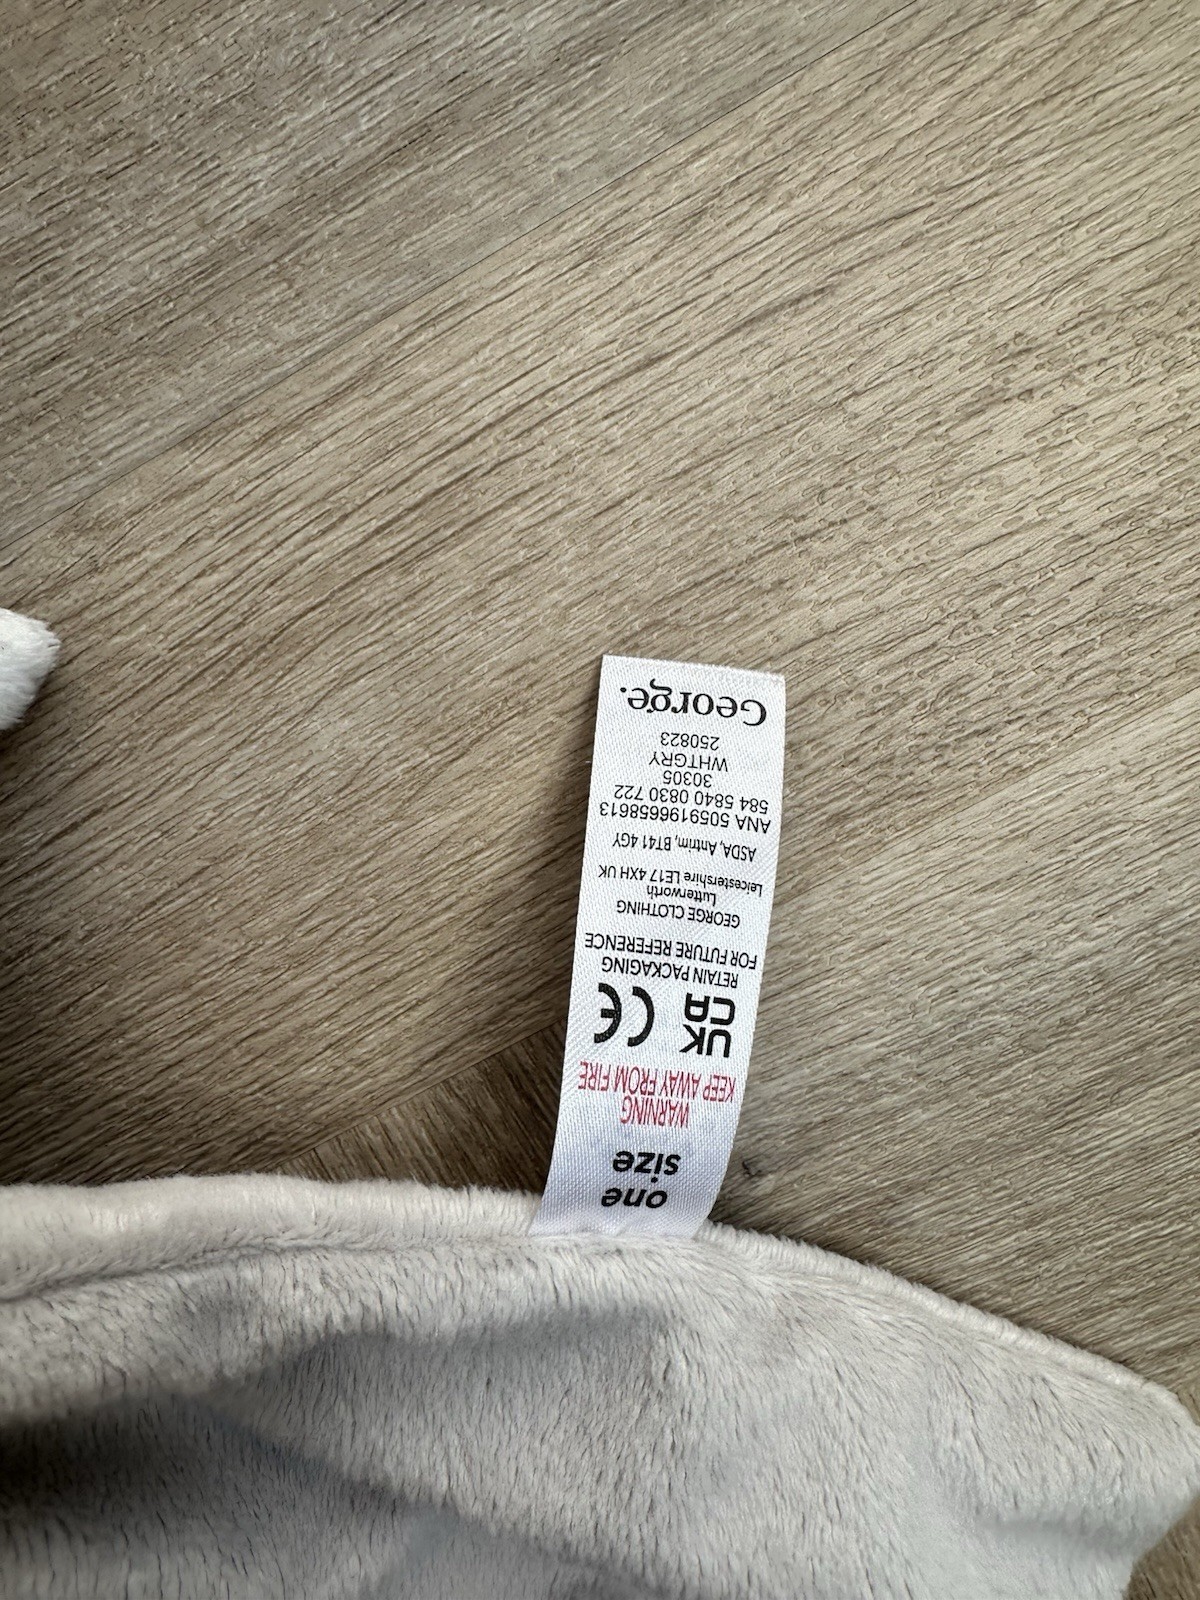 one
size
WARNING
KEEP AWAY FROM FIRE
UK
CA
CE
RETAIN PACKAGING
FOR FUTURE REFERENCE
GEORGE CLOTHING
Lutterworth
Leicestershire LE17 4XH UK
ASDA, Antrim, BT41 4GY
ANA 5059196658613
584 5840 0830 722
30305
WHTGRY
250823
George.